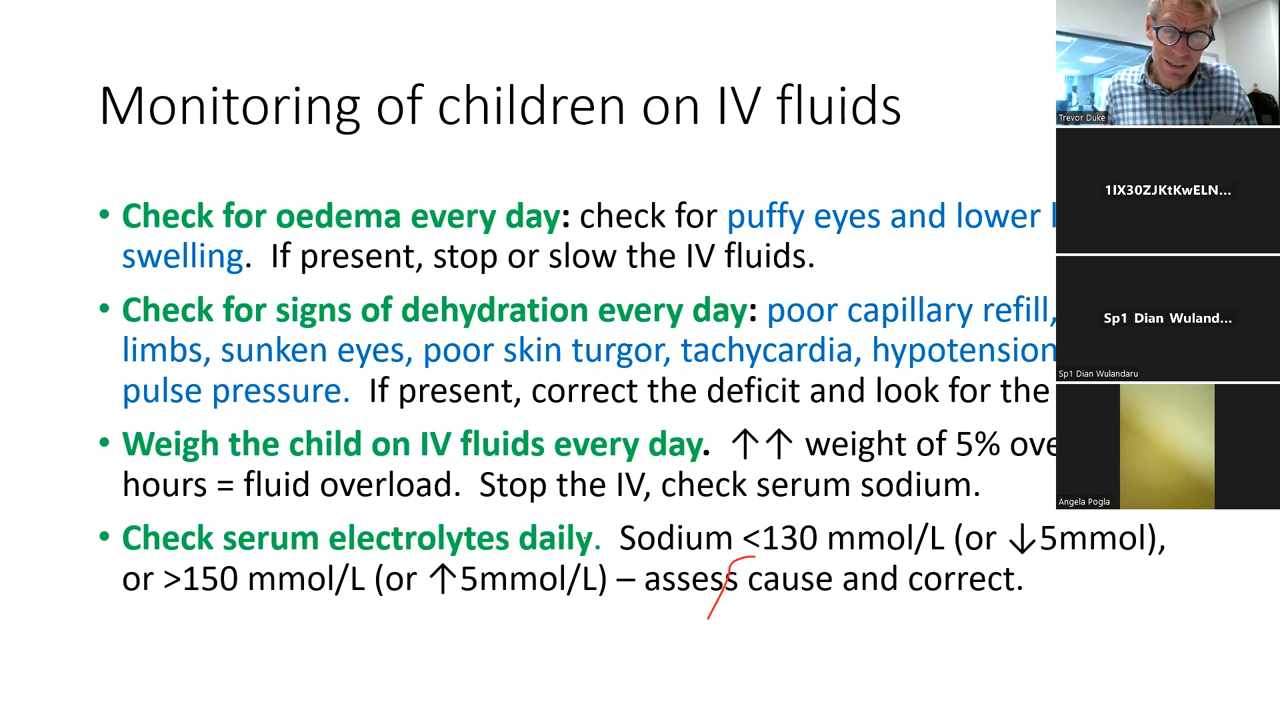 Monitoring of children on IV fluids
• Check for oedema every day: check for puffy eyes and lower
swelling. If present, stop or slow the IV fluids.
• Check for signs of dehydration every day: poor capillary refill,
limbs, sunken eyes, poor skin turgor, tachycardia, hypotension
pulse pressure. If present, correct the deficit and look for the
• Weigh the child on IV fluids every day. ↑↑ weight of 5%
hours = fluid overload. Stop the IV, check serum sodium.
• Check serum electrolytes daily. Sodium <130 mmol/L (or ↓5mmol),
or >150 mmol/L (or ↑5mmol/L) – assess cause and correct.
Trevor Duke
1IX30ZJKtKwELN...
Sp1 Dian Wuland...
Sp1 Dian Wulandaru
Angela Pogla